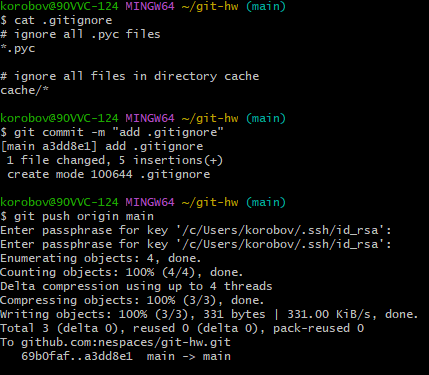 korobov@9OVVC-124 MINGW64 ~/git-hw (main)
$ cat .gitignore
# ignore all .pyc files
*.pyc
# ignore all files in directory cache
cache/*
korobov@9OVVC-124 MINGW64 ~/git-hw (main)
$ git commit -m "add .gitignore"
[main a3dd8e1] add .gitignore
1 file changed, 5 insertions(+)
create mode 100644 .gitignore
korobov@9OVVC-124 MINGW64 ~/git-hw (main)
$ git push origin main
Enter passphrase for key '/c/Users/korobov/.ssh/id_rsa':
Enter passphrase for key '/c/Users/korobov/.ssh/id_rsa':
Enumerating objects: 4, done.
Counting objects: 100% (4/4), done.
Delta compression using up to 4 threads
Compressing objects: 100% (3/3), done.
Writing objects: 100% (3/3), 331 bytes | 331.00 KiB/s, done.
Total 3 (delta 0), reused 0 (delta 0), pack-reused 0
To github.com:nespaces/git-hw.git
69b0faf..a3dd8e1  main -> main